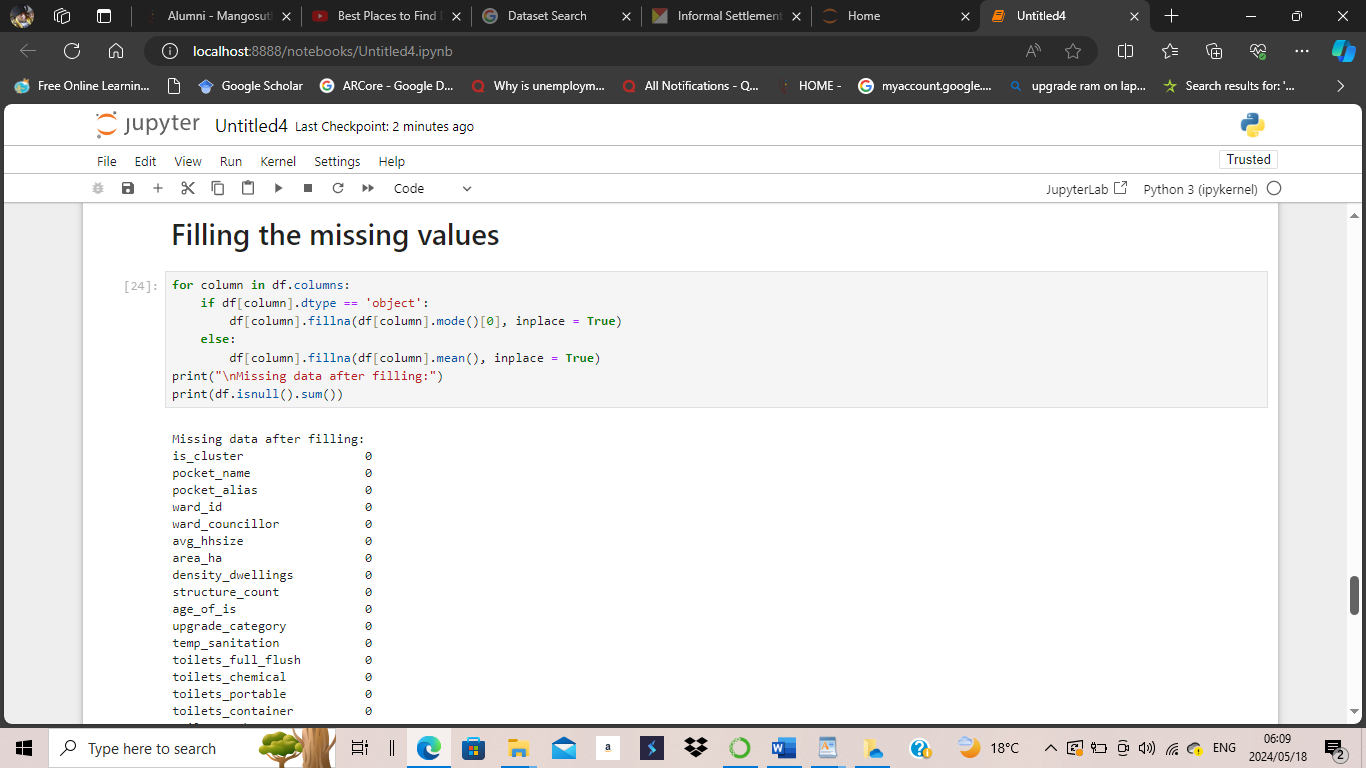 Alumni - Mangosut
Best Places to Find
Dataset Search
Informal Settlement
Home
Untitled4
localhost:8888/notebooks/Untitled4.ipynb
Free Online Learnin...
Google Scholar
ARCore - Google D...
Why is unemploym...
All Notifications - Q...
HOME -
myaccount.google....
upgrade ram on lap...
Search results for: '...
jupyter Untitled4 Last Checkpoint: 2 minutes ago
File Edit View Run Kernel Settings Help
Trusted
Code
JupyterLab
Python 3 (ipykernel)
Filling the missing values
[24]:
for column in df.columns:
    if df[column].dtype == 'object':
        df[column].fillna(df[column].mode()[0], inplace = True)
    else:
        df[column].fillna(df[column].mean(), inplace = True)
print("\nMissing data after filling:")
print(df.isnull().sum())
Missing data after filling:
is_cluster 0
pocket_name 0
pocket_alias 0
ward_id 0
ward_councillor 0
avg_hhsize 0
area_ha 0
density_dwellings 0
structure_count 0
age_of_is 0
upgrade_category 0
temp_sanitation 0
toilets_full_flush 0
toilets_chemical 0
toilets_portable 0
toilets_container 0
Type here to search
a
18°C
ENG
06:09
2024/05/18
2